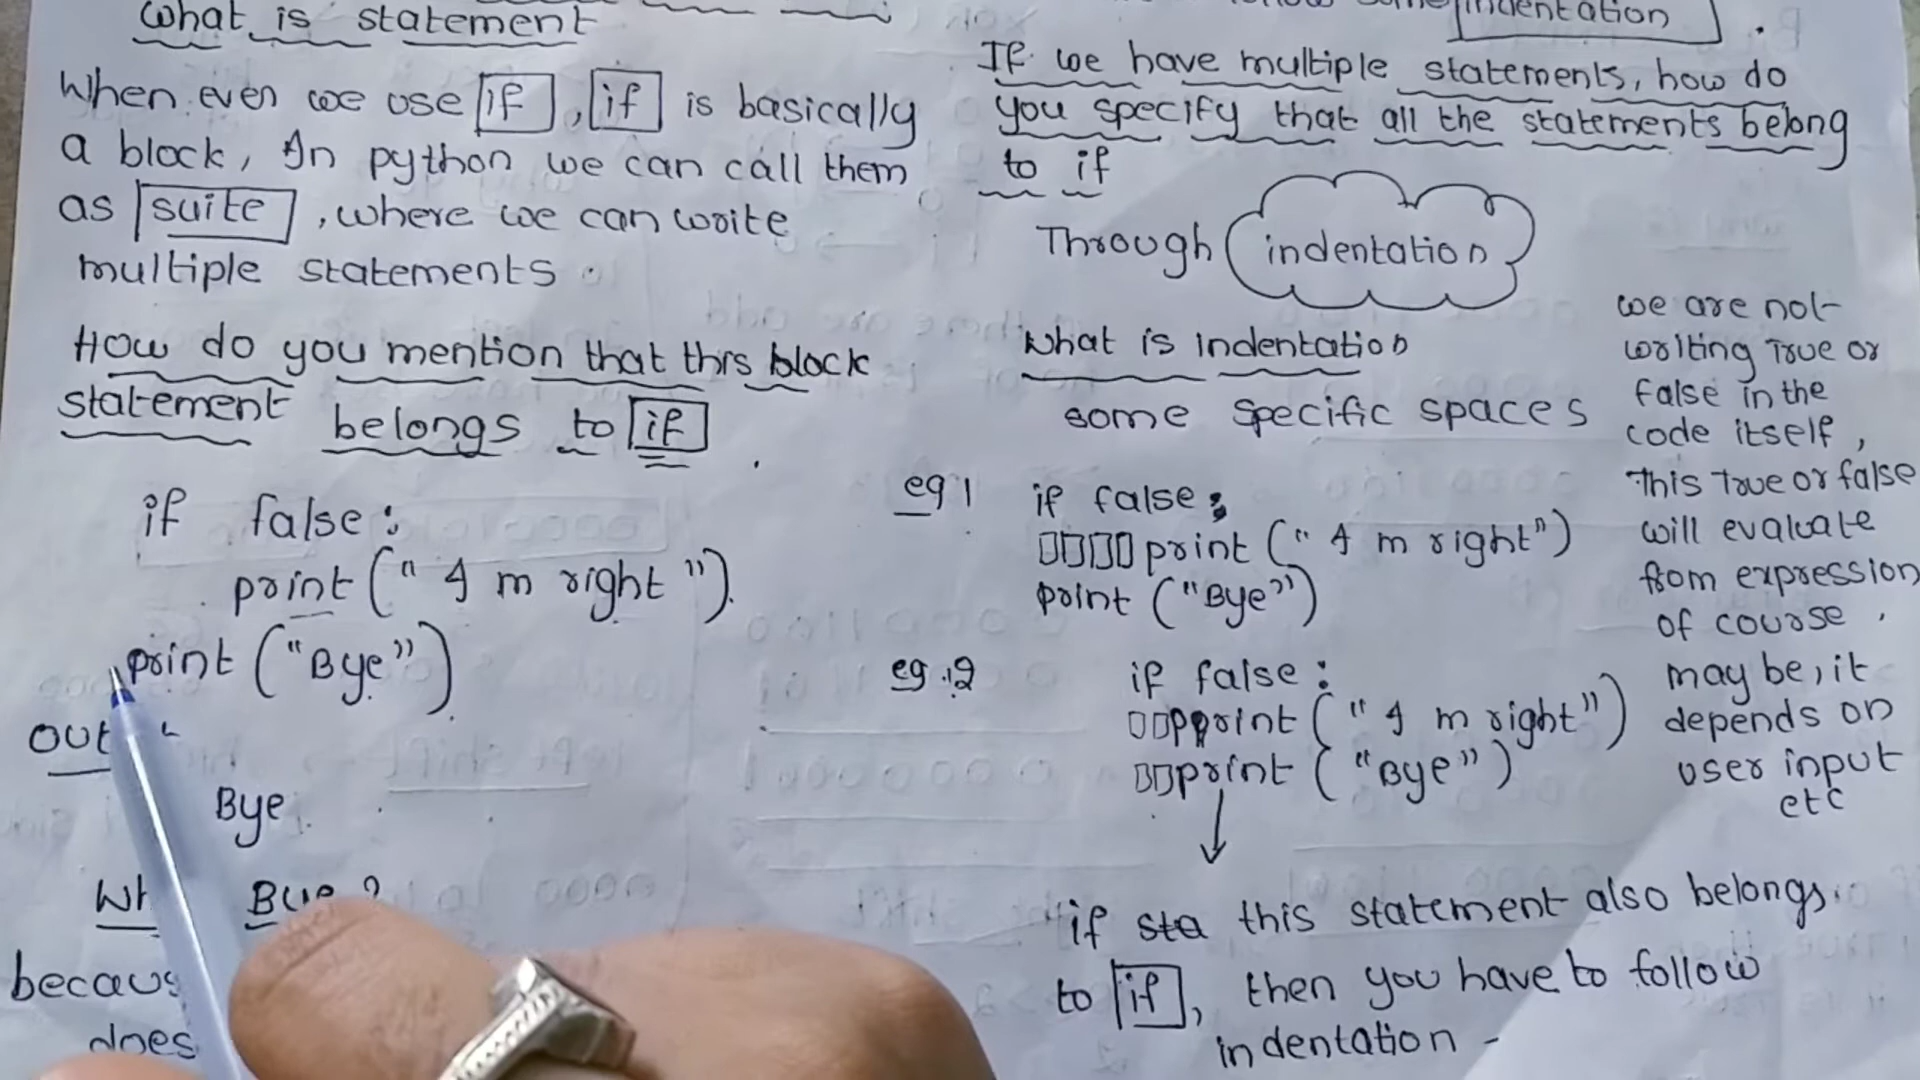 what is statement
When even we use if, if is basically
a block, In python we can call them
as suite, where we can write
multiple statements.
How do you mention that this block
statement belongs to if.
if false:
print(" I m right ").
print ("Bye").
out
Bye.
Bye?
does
indentation.
If we have multiple statements, how do
you specify that all the statements belong
to if
Through indentation
what is indentation
some specific spaces
eg 1 if false:
print (" I m right")
print ("Bye")
eg.2 if false:
print (" I m right")
print ("Bye")
if sta this statement also belongs.
to if, then you have to follow
indentation -
we are not
writing True or
false in the
code itself,
This true or false
will evaluate
from expression
of course.
may be, it
depends on
user input
etc